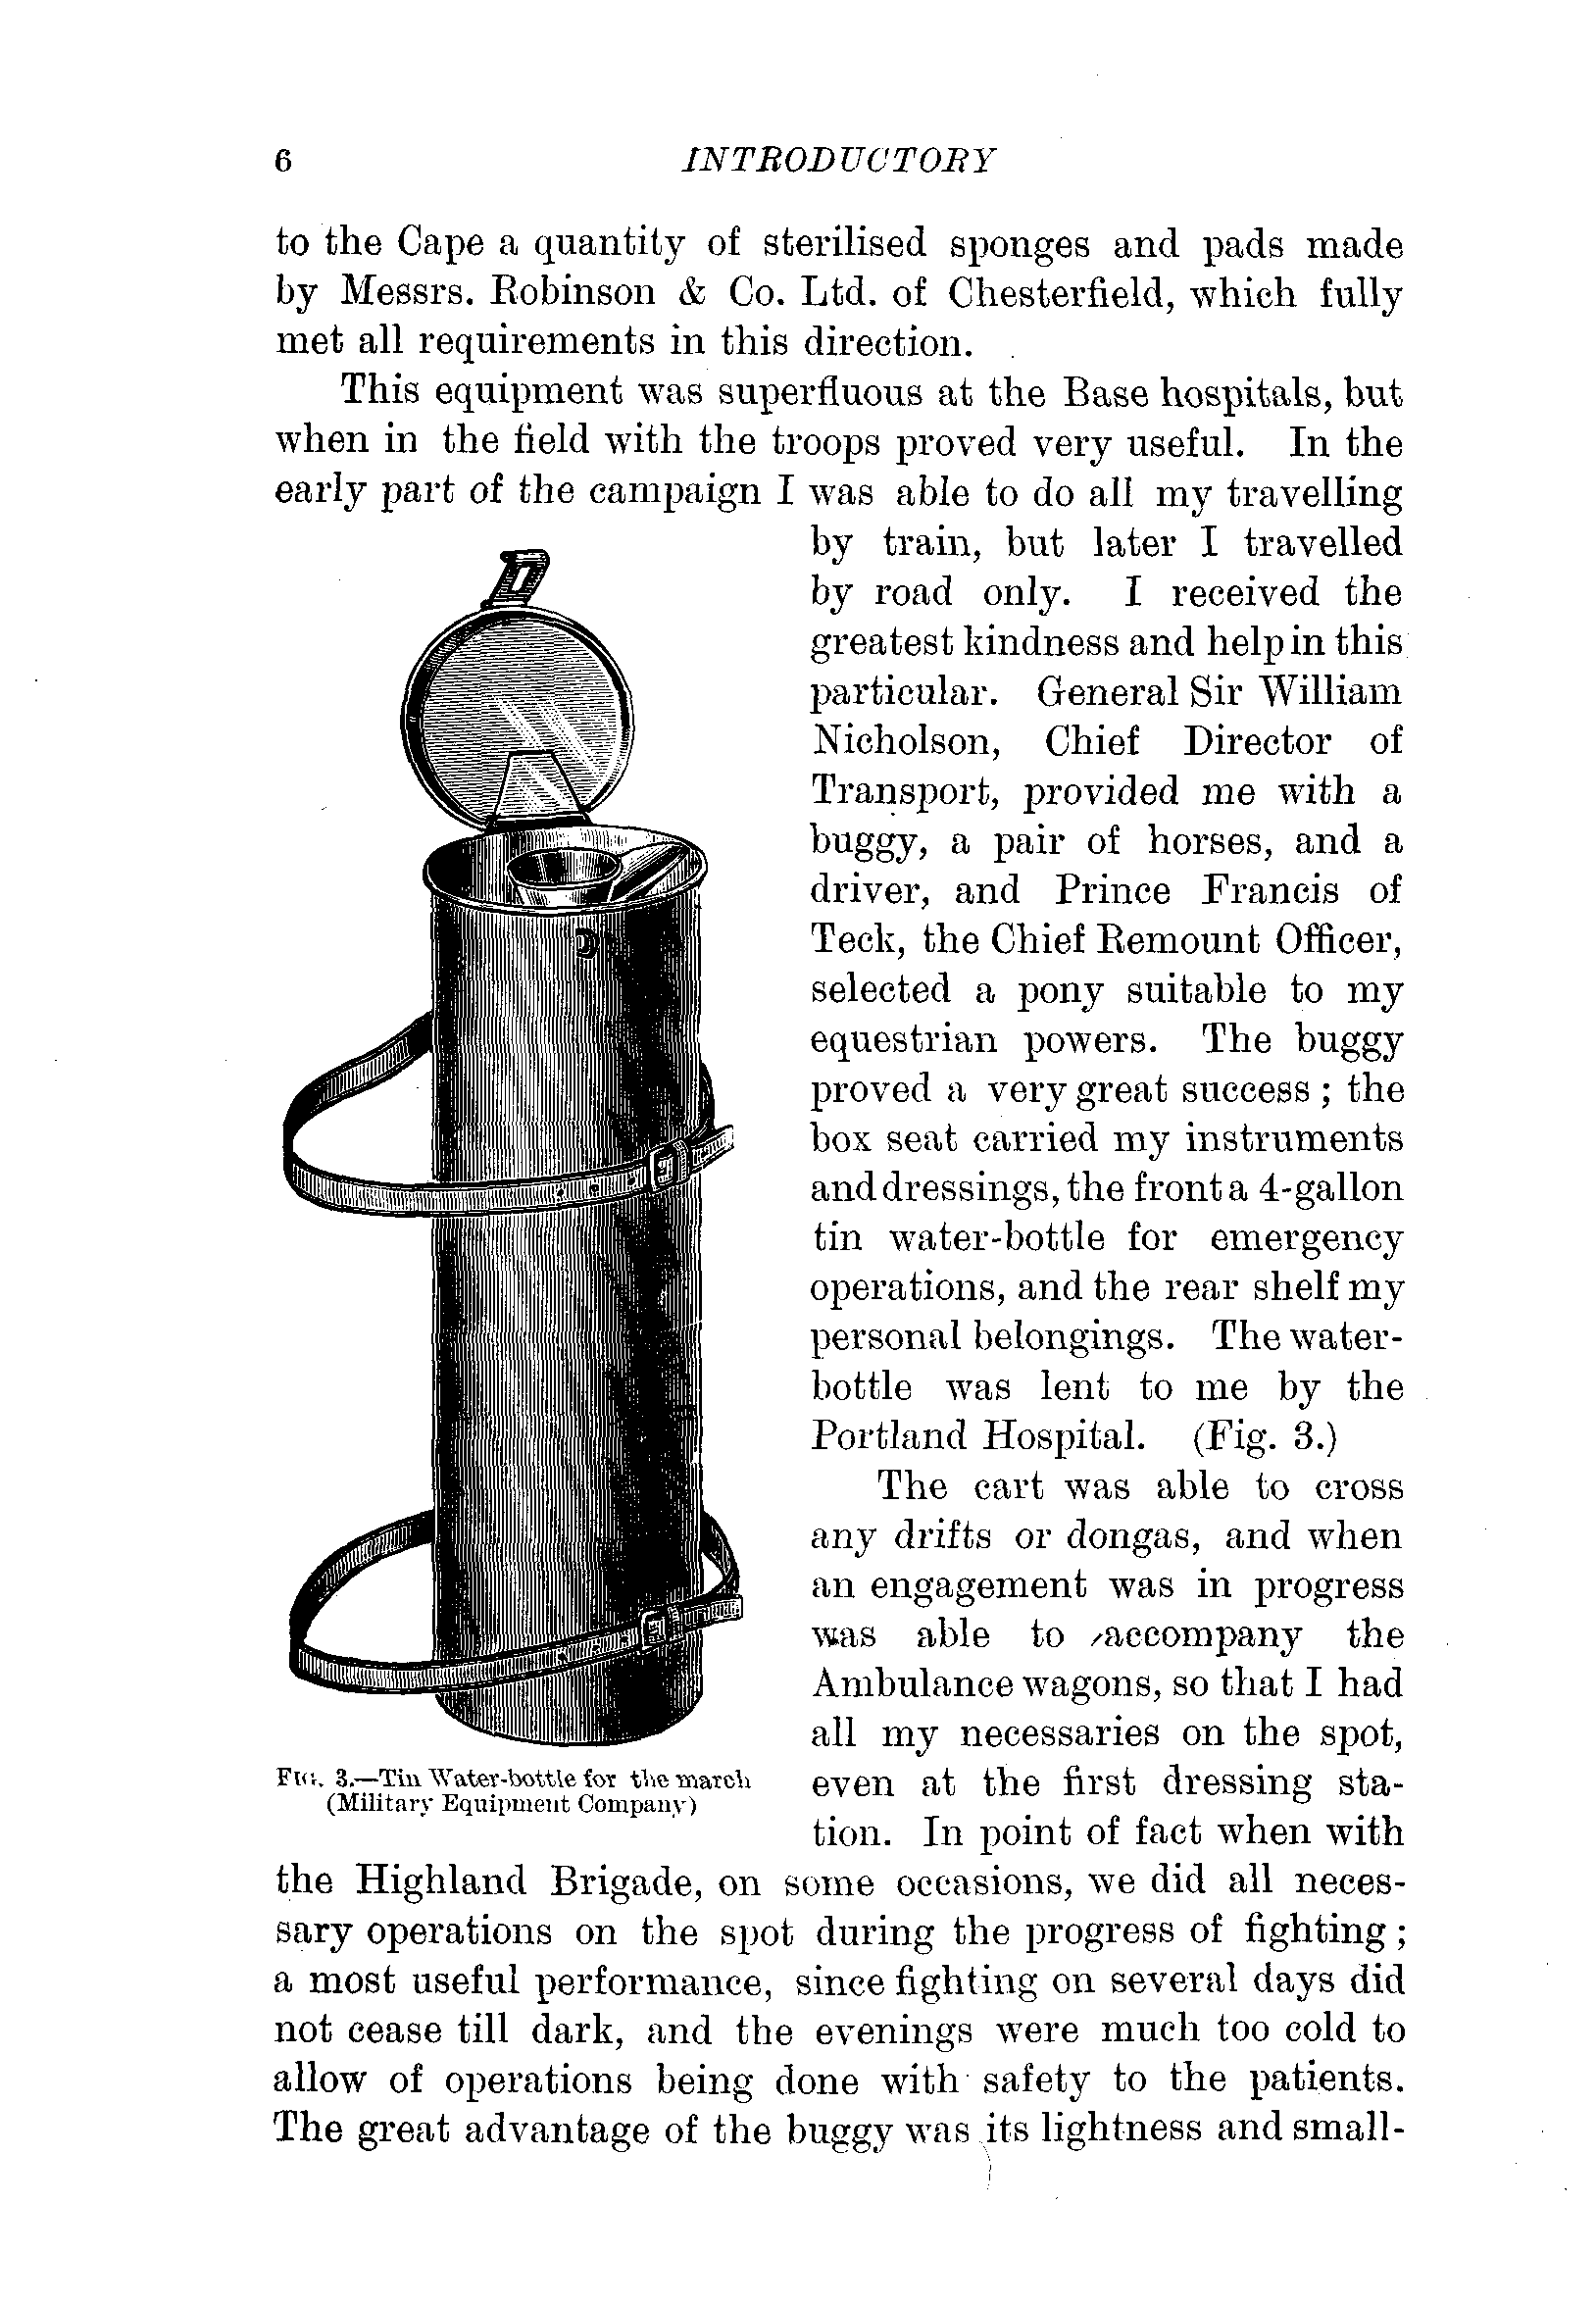 6 INTRODUCTORY
to the Cape a quantity of sterilised sponges and pads made
by Messrs. Robinson & Co. Ltd. of Chesterfield, which fully
met all requirements in this direction.
This equipment was superfluous at the Base hospitals, but
when in the field with the troops proved very useful. In the
early part of the campaign I was able to do all my travelling
by train, but later I travelled
by road only. I received the
greatest kindness and help in this
particular. General Sir William
Nicholson, Chief Director of
Transport, provided me with a
buggy, a pair of horses, and a
driver, and Prince Francis of
Teck, the Chief Remount Officer,
selected a pony suitable to my
equestrian powers. The buggy
proved a very great success ; the
box seat carried my instruments
and dressings, the front a 4-gallon
tin water-bottle for emergency
operations, and the rear shelf my
personal belongings. The water-
bottle was lent to me by the
Portland Hospital. (Fig. 3.)
The cart was able to cross
any drifts or dongas, and when
an engagement was in progress
was able to accompany the
Ambulance wagons, so that I had
all my necessaries on the spot,
even at the first dressing sta-
tion. In point of fact when with
FIG. 3.—Tin Water-bottle for the march
(Military Equipment Company)
the Highland Brigade, on some occasions, we did all neces-
sary operations on the spot during the progress of fighting ;
a most useful performance, since fighting on several days did
not cease till dark, and the evenings were much too cold to
allow of operations being done with safety to the patients.
The great advantage of the buggy was its lightness and small-